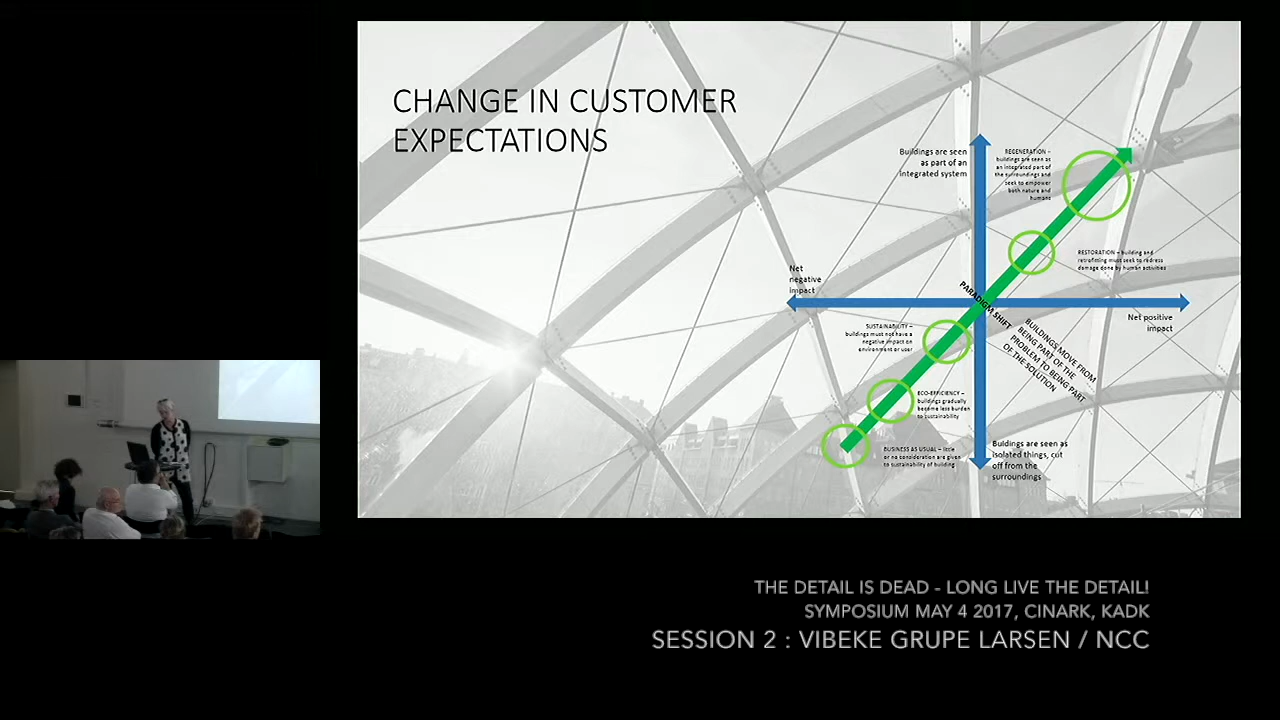 CHANGE IN CUSTOMER
EXPECTATIONS
Buildings are seen
as part of an
integrated system
REGENERATION –
buildings are seen as
an integrated part of
the surroundings and
seek to empower
both nature and
humans
RESTORATION – building and
retrofitting must seek to redress
damage done by human activities
Net
negative
impact
PARADIGM SHIFT
Net positive
impact
BUILDINGS MOVE FROM
BEING PART OF THE
PROBLEM TO BEING PART
OF THE SOLUTION
SUSTAINABILITY –
buildings must not have a
negative impact on
environment or user
ECO-EFFICIENCY –
buildings gradually
become less burden
to sustainability
BUSINESS AS USUAL – little
or no consideration are given
to sustainability of building
Buldings are seen as
isolated things, cut
off from the
surroundings
THE DETAIL IS DEAD - LONG LIVE THE DETAIL!
SYMPOSIUM MAY 4 2017, CINARK, KADK
SESSION 2 : VIBEKE GRUPE LARSEN / NCC